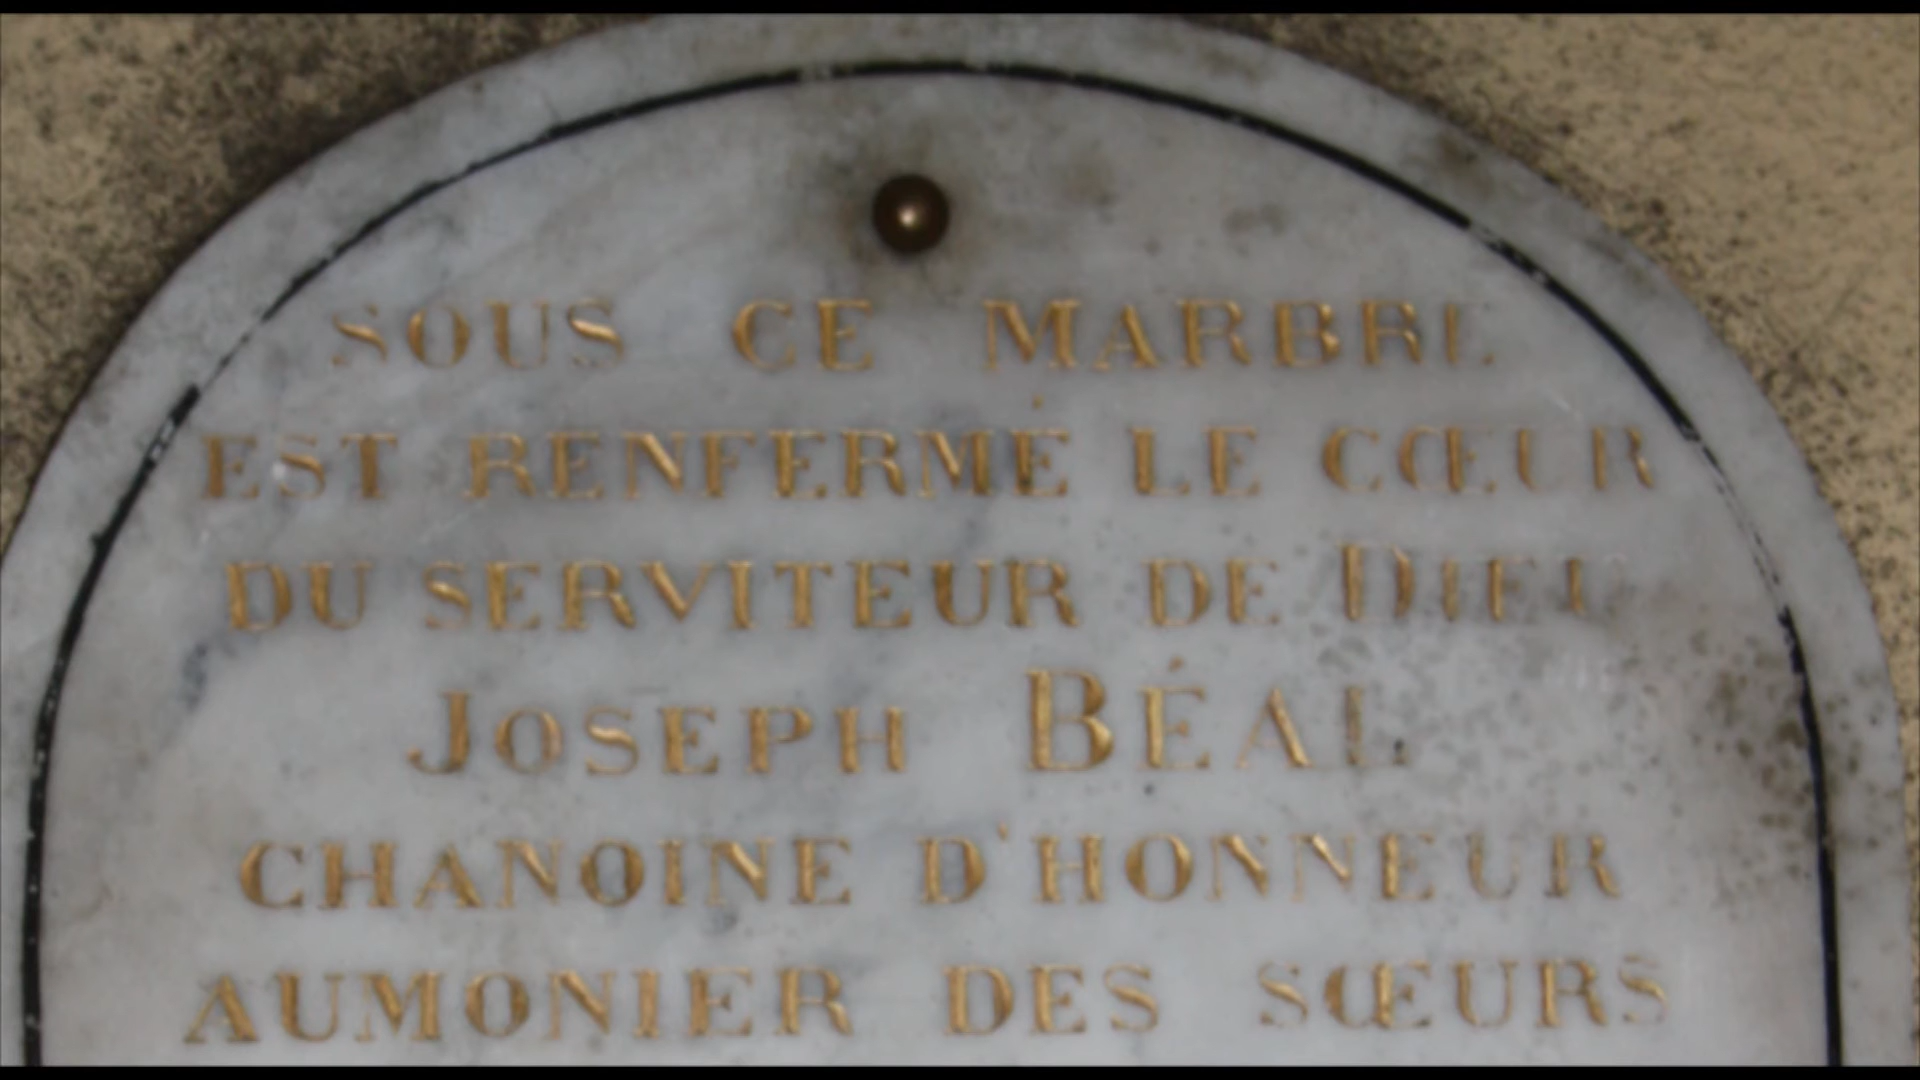 SOUS CE MARBRE
EST RENFERMÉ LE CŒUR
DU SERVITEUR DE DIEU
JOSEPH BÉAL
CHANOINE D'HONNEUR
AUMONIER DES SŒURS